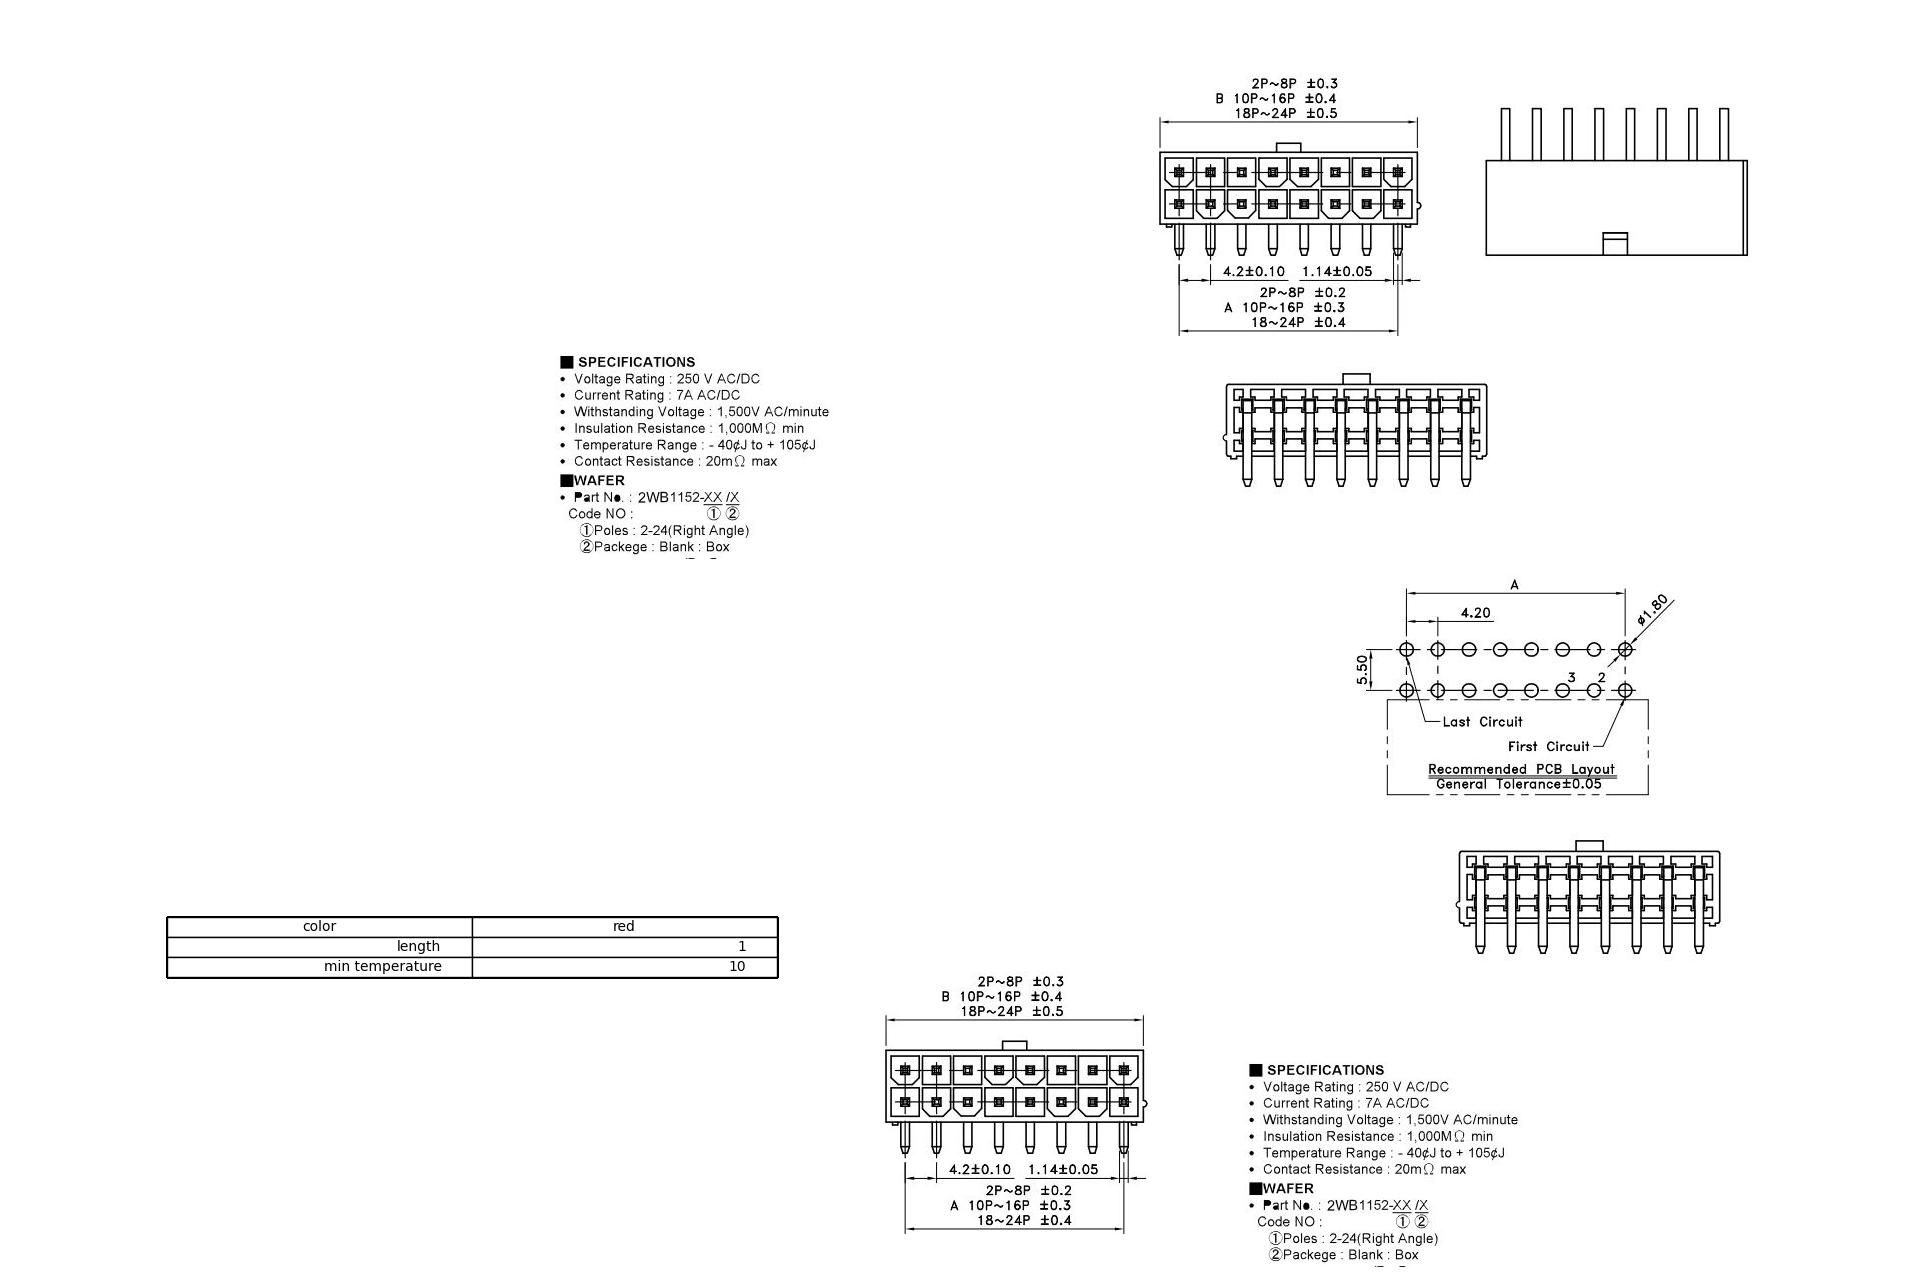 2P~8P ±0.3
B 10P~16P ±0.4
18P~24P ±0.5
4.2±0.10 1.14±0.05
2P~8P ±0.2
A 10P~16P ±0.3
18~24P ±0.4
■ SPECIFICATIONS
• Voltage Rating : 250 V AC/DC
• Current Rating : 7A AC/DC
• Withstanding Voltage : 1,500V AC/minute
• Insulation Resistance : 1,000MΩ min
• Temperature Range : - 40¢J to + 105¢J
• Contact Resistance : 20mΩ max
■WAFER
• Part No. : 2WB1152-XX /X
Code NO : ① ②
①Poles : 2-24(Right Angle)
②Packege : Blank : Box
A
4.20
ø1.80
5.50
3 2
Last Circuit
First Circuit
Recommended PCB Layout
General Tolerance±0.05
color red
length 1
min temperature 10
2P~8P ±0.3
B 10P~16P ±0.4
18P~24P ±0.5
4.2±0.10 1.14±0.05
2P~8P ±0.2
A 10P~16P ±0.3
18~24P ±0.4
■ SPECIFICATIONS
• Voltage Rating : 250 V AC/DC
• Current Rating : 7A AC/DC
• Withstanding Voltage : 1,500V AC/minute
• Insulation Resistance : 1,000MΩ min
• Temperature Range : - 40¢J to + 105¢J
• Contact Resistance : 20mΩ max
■WAFER
• Part No. : 2WB1152-XX /X
Code NO : ① ②
①Poles : 2-24(Right Angle)
②Packege : Blank : Box